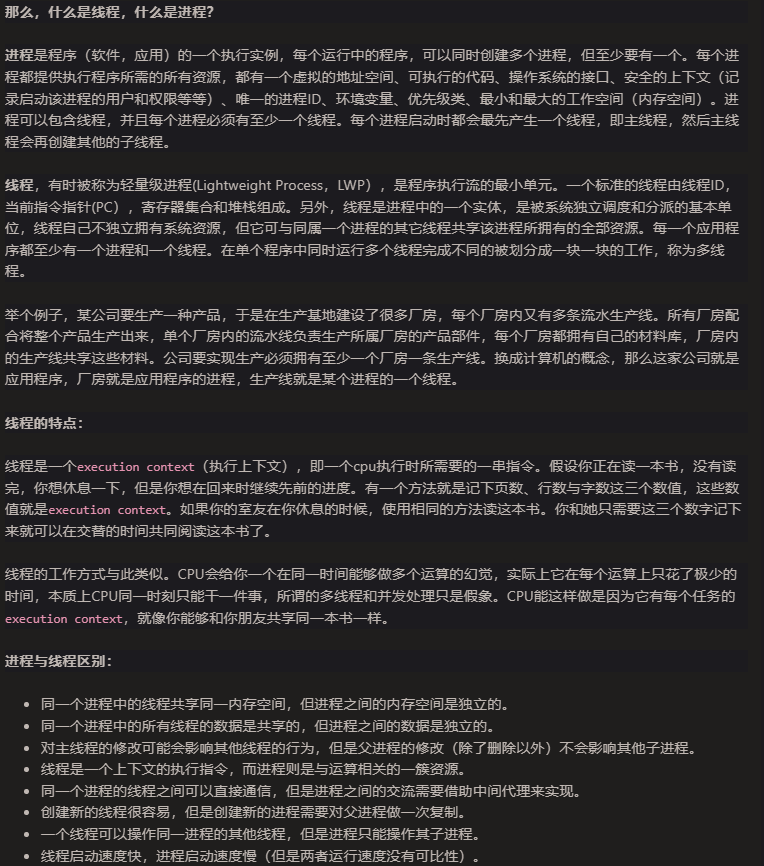 那么，什么是线程，什么是进程？
进程是程序（软件，应用）的一个执行实例，每个运行中的程序，可以同时创建多个进程，但至少要有一个。每个进
程都提供执行程序所需的所有资源，都有一个虚拟的地址空间、可执行的代码、操作系统的接口、安全的上下文（记
录启动该进程的用户和权限等等）、唯一的进程ID、环境变量、优先级类、最小和最大的工作空间（内存空间）。进
程可以包含线程，并且每个进程必须有至少一个线程。每个进程启动时都会最先产生一个线程，即主线程，然后主线
程会再创建其他的子线程。
线程，有时被称为轻量级进程(Lightweight Process，LWP），是程序执行流的最小单元。一个标准的线程由线程ID，
当前指令指针(PC），寄存器集合和堆栈组成。另外，线程是进程中的一个实体，是被系统独立调度和分派的基本单
位，线程自己不独立拥有系统资源，但它可与同属一个进程的其它线程共享该进程所拥有的全部资源。每一个应用程
序都至少有一个进程和一个线程。在单个程序中同时运行多个线程完成不同的被划分成一块一块的工作，称为多线
程。
举个例子，某公司要生产一种产品，于是在生产基地建设了很多厂房，每个厂房内又有多条流水生产线。所有厂房配
合将整个产品生产出来，单个厂房内的流水线负责生产所属厂房的产品部件，每个厂房都拥有自己的材料库，厂房内
的生产线共享这些材料。公司要实现生产必须拥有至少一个厂房一条生产线。换成计算机的概念，那么这家公司就是
应用程序，厂房就是应用程序的进程，生产线就是某个进程的一个线程。
线程的特点：
线程是一个execution context（执行上下文），即一个cpu执行时所需要的一串指令。假设你正在读一本书，没有读
完，你想休息一下，但是你想在回来时继续先前的进度。有一个方法就是记下页数、行数与字数这三个数值，这些数
值就是execution context。如果你的室友在你休息的时候，使用相同的方法读这本书。你和她只需要这三个数字记下
来就可以在交替的时间共同阅读这本书了。
线程的工作方式与此类似。CPU会给你一个在同一时间能够做多个运算的幻觉，实际上它在每个运算上只花了极少的
时间，本质上CPU同一时刻只能干一件事，所谓的多线程和并发处理只是假象。CPU能这样做是因为它有每个任务的
execution context，就像你能够和你朋友共享同一本书一样。
进程与线程区别：
• 同一个进程中的线程共享同一内存空间，但进程之间的内存空间是独立的。
• 同一个进程中的所有线程的数据是共享的，但进程之间的数据是独立的。
• 对主线程的修改可能会影响其他线程的行为，但是父进程的修改（除了删除以外）不会影响其他子进程。
• 线程是一个上下文的执行指令，而进程则是与运算相关的一簇资源。
• 同一个进程的线程之间可以直接通信，但是进程之间的交流需要借助中间代理来实现。
• 创建新的线程很容易，但是创建新的进程需要对父进程做一次复制。
• 一个线程可以操作同一进程的其他线程，但是进程只能操作其子进程。
• 线程启动速度快，进程启动速度慢（但是两者运行速度没有可比性）。